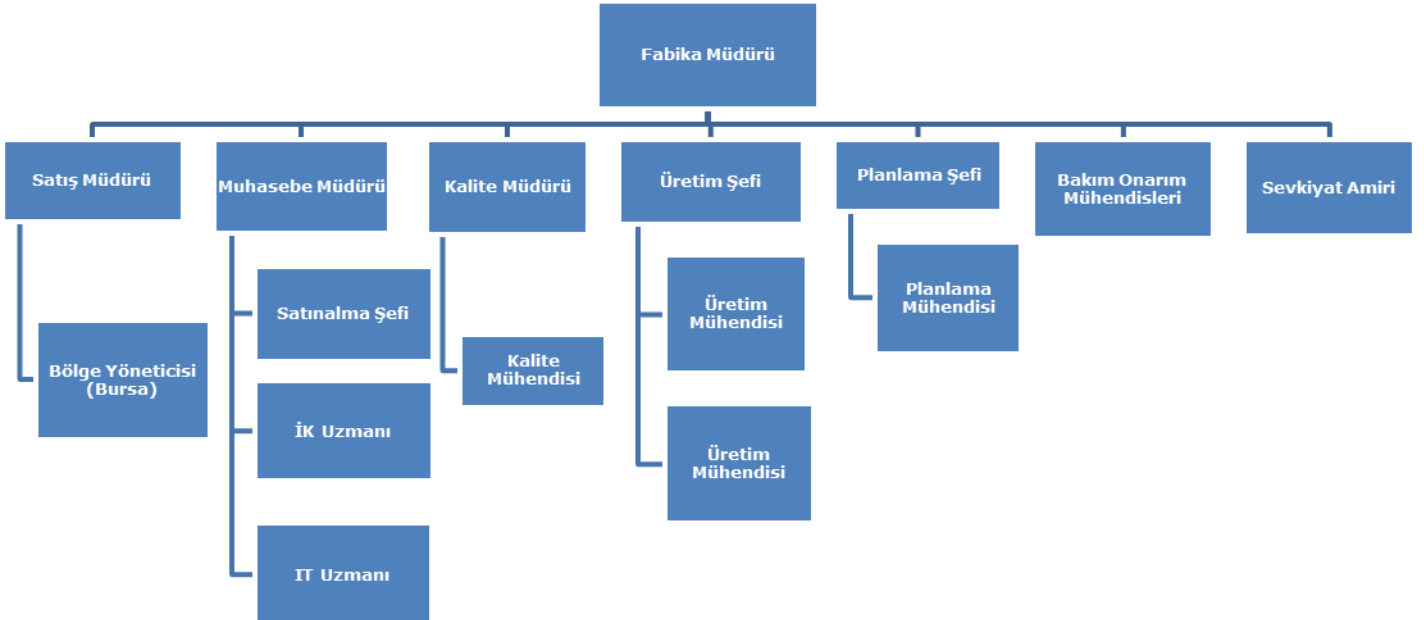 Fabika Müdürü
Satış Müdürü
Muhasebe Müdürü
Kalite Müdürü
Üretim Şefi
Planlama Şefi
Bakım Onarım
Mühendisleri
Sevkiyat Amiri
Bölge Yöneticisi
(Bursa)
Satınalma Şefi
İK Uzmanı
IT Uzmanı
Kalite
Mühendisi
Üretim
Mühendisi
Üretim
Mühendisi
Planlama
Mühendisi